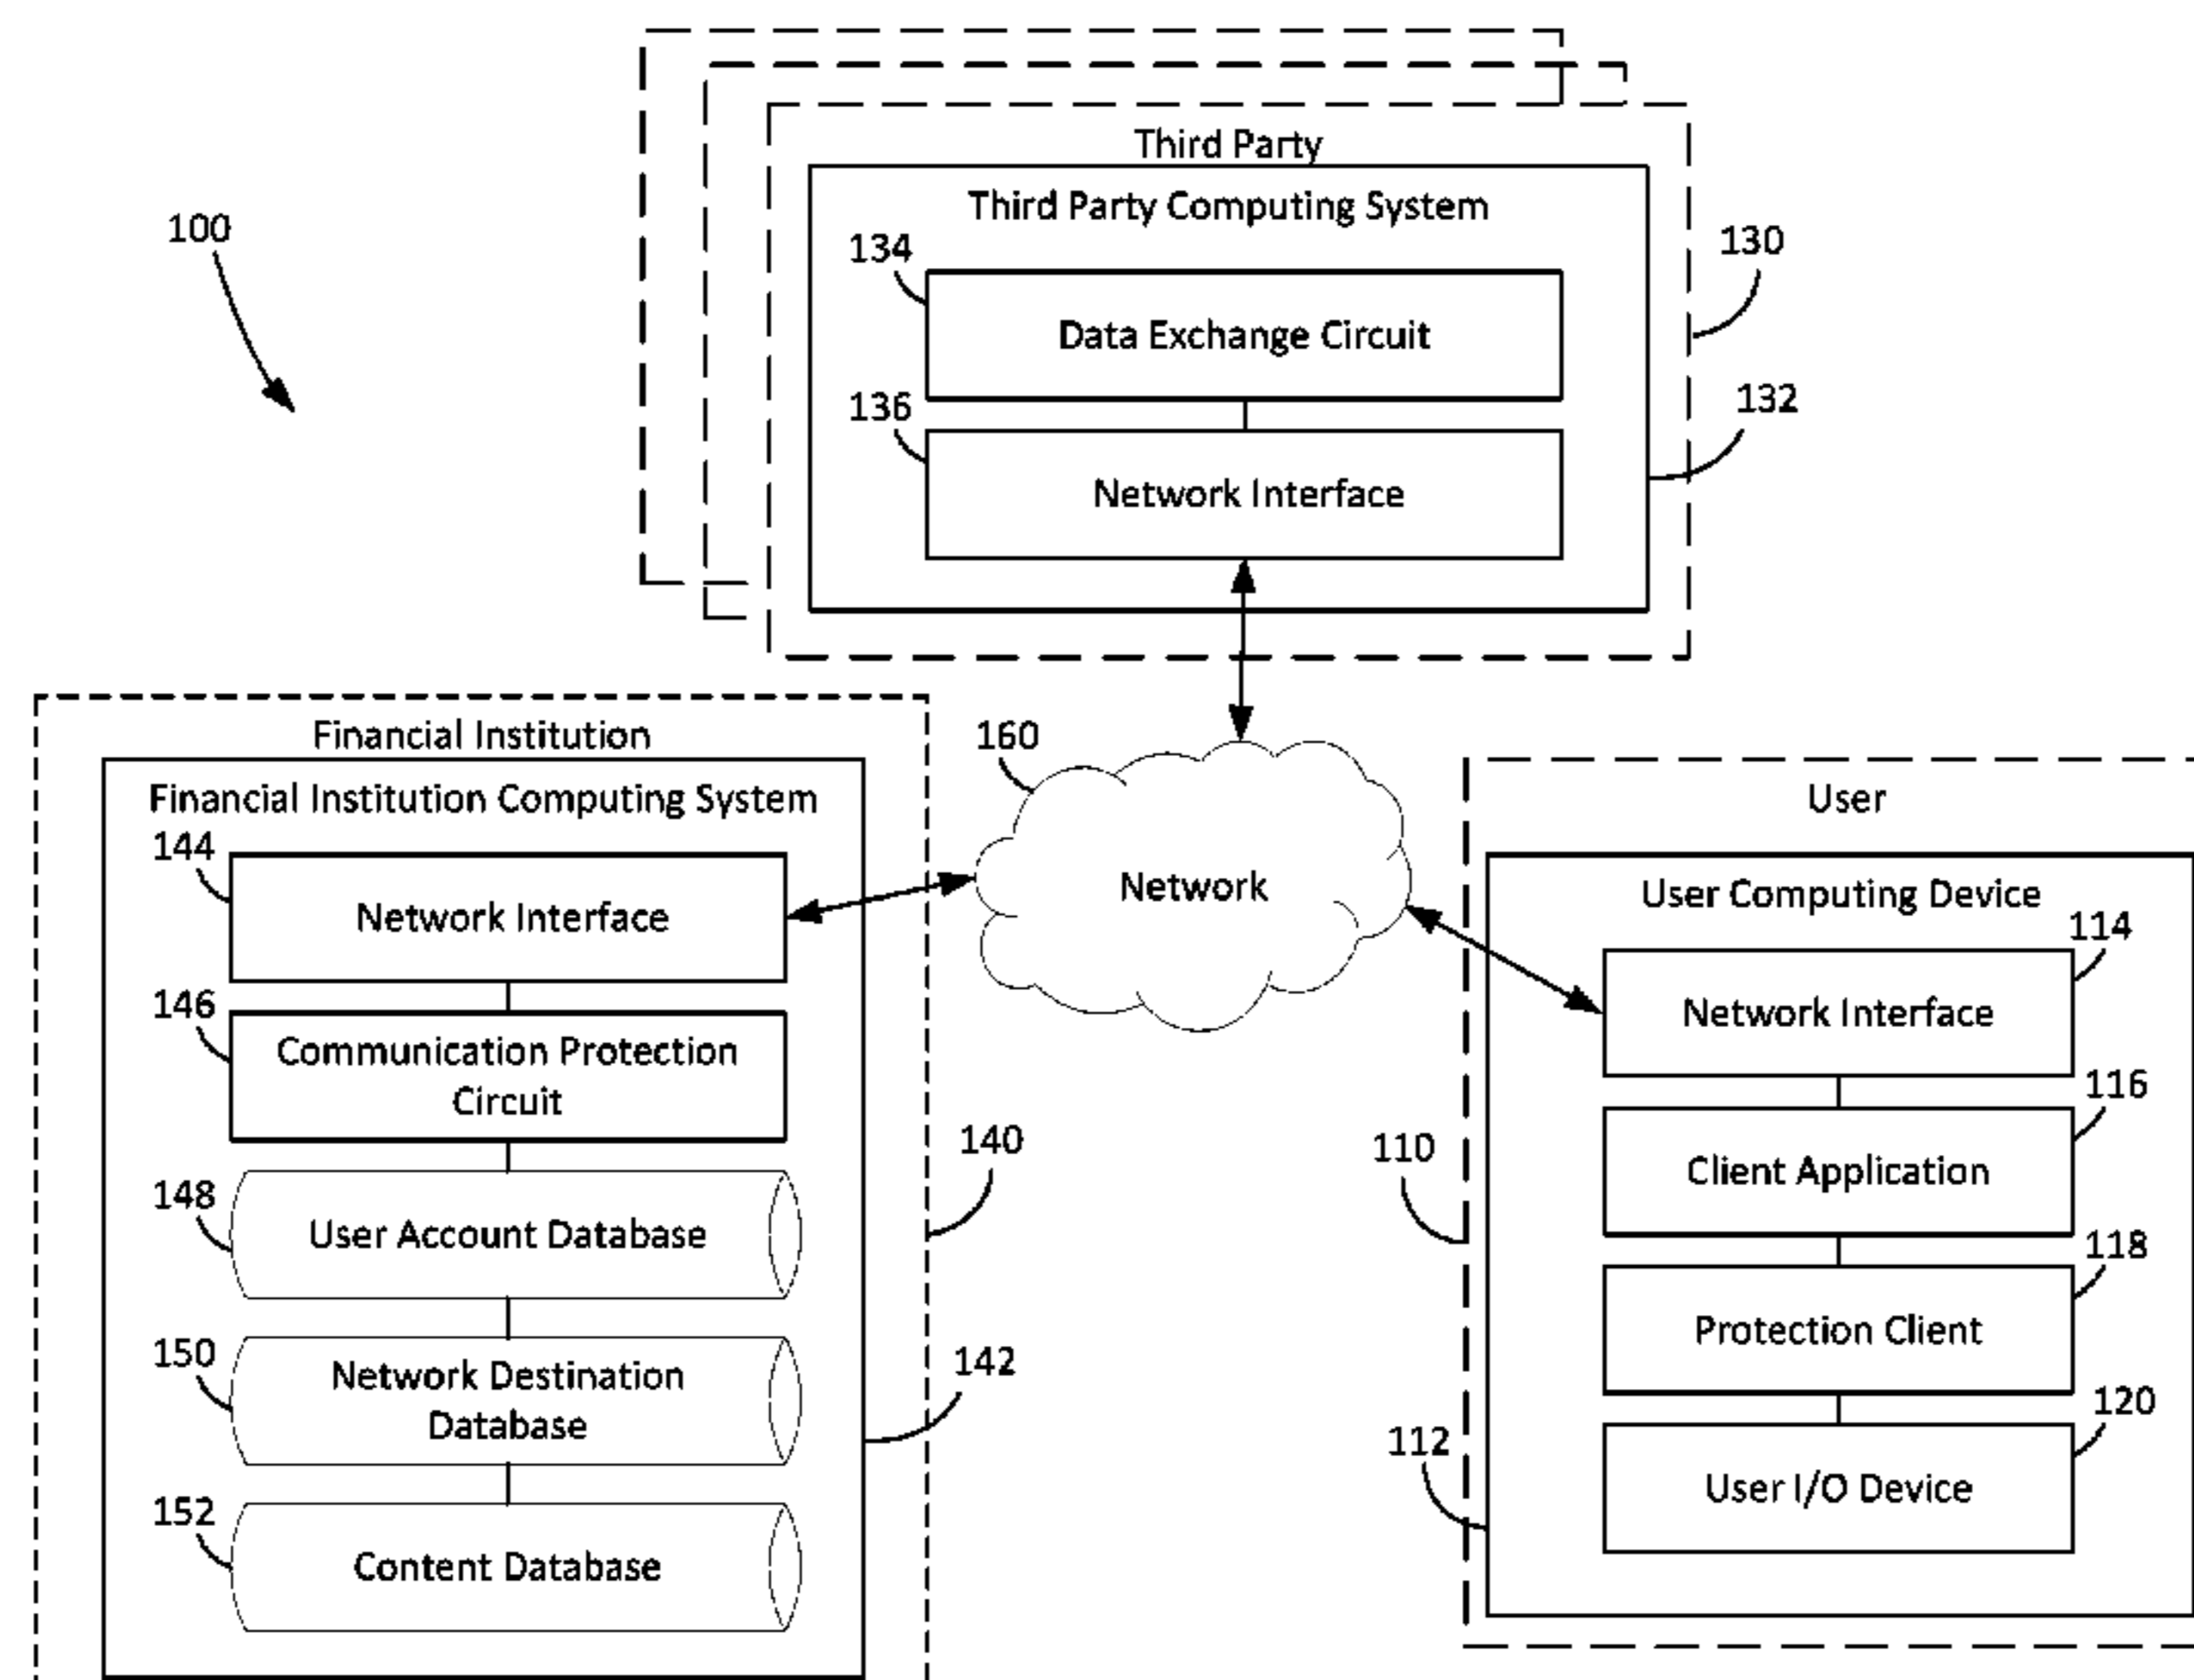 100
Third Party
Third Party Computing System
134
Data Exchange Circuit
136
Network Interface
130
132
Financial Institution
Financial Institution Computing System
144
Network Interface
146
Communication Protection
Circuit
148
User Account Database
150
Network Destination
Database
152
Content Database
140
142
160
Network
User
User Computing Device
114
Network Interface
116
Client Application
118
Protection Client
120
User I/O Device
110
112